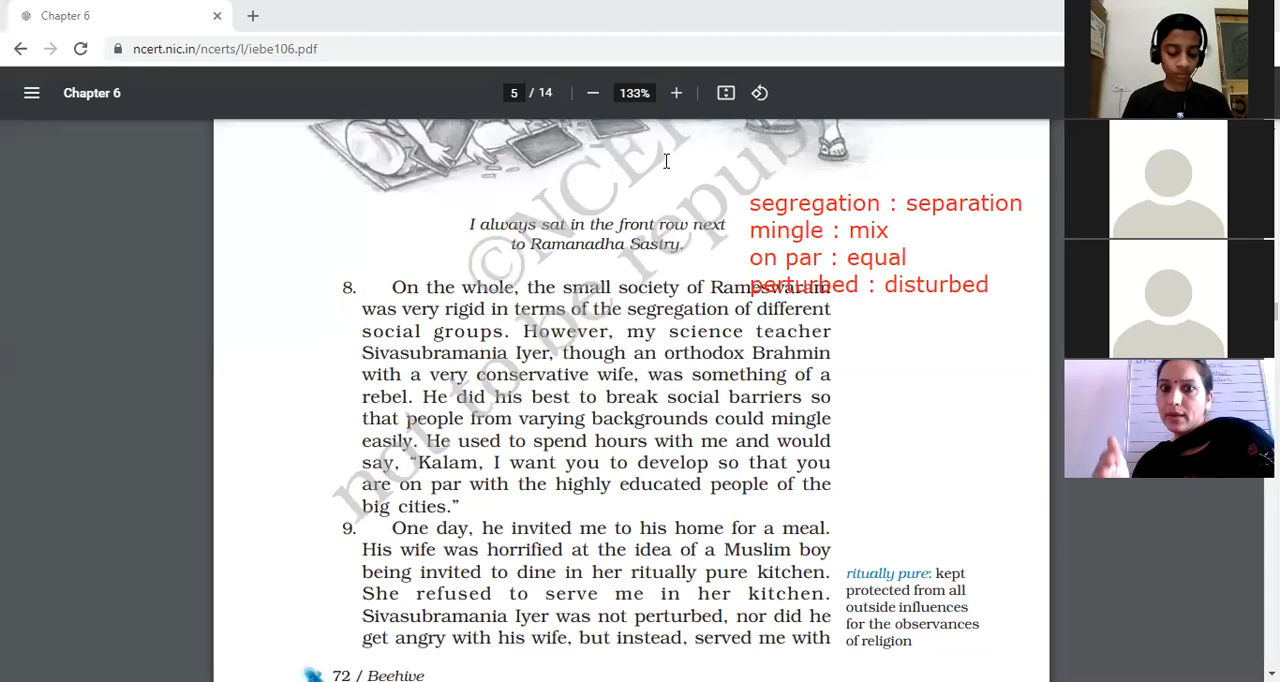 Chapter 6
ncert.nic.in/ncerts/l/iebe106.pdf
Chapter 6
5 / 14
133%
©NCERT
not to be republ
I always sat in the front row next
to Ramanadha Sastry.
segregation : separation
mingle : mix
on par : equal
perturbed : disturbed
8. On the whole, the small society of Rameswaram
was very rigid in terms of the segregation of different
social groups. However, my science teacher
Sivasubramania Iyer, though an orthodox Brahmin
with a very conservative wife, was something of a
rebel. He did his best to break social barriers so
that people from varying backgrounds could mingle
easily. He used to spend hours with me and would
say, “Kalam, I want you to develop so that you
are on par with the highly educated people of the
big cities.”
9. One day, he invited me to his home for a meal.
His wife was horrified at the idea of a Muslim boy
being invited to dine in her ritually pure kitchen.
She refused to serve me in her kitchen.
Sivasubramania Iyer was not perturbed, nor did he
get angry with his wife, but instead, served me with
ritually pure: kept
protected from all
outside influences
for the observances
of religion
72 / Beehive